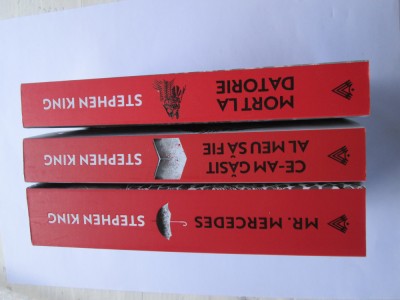 MORT LA
DATORIE
STEPHEN KING
CE-AM GĂSIT
AL MEU SĂ FIE
STEPHEN KING
MR. MERCEDES
STEPHEN KING